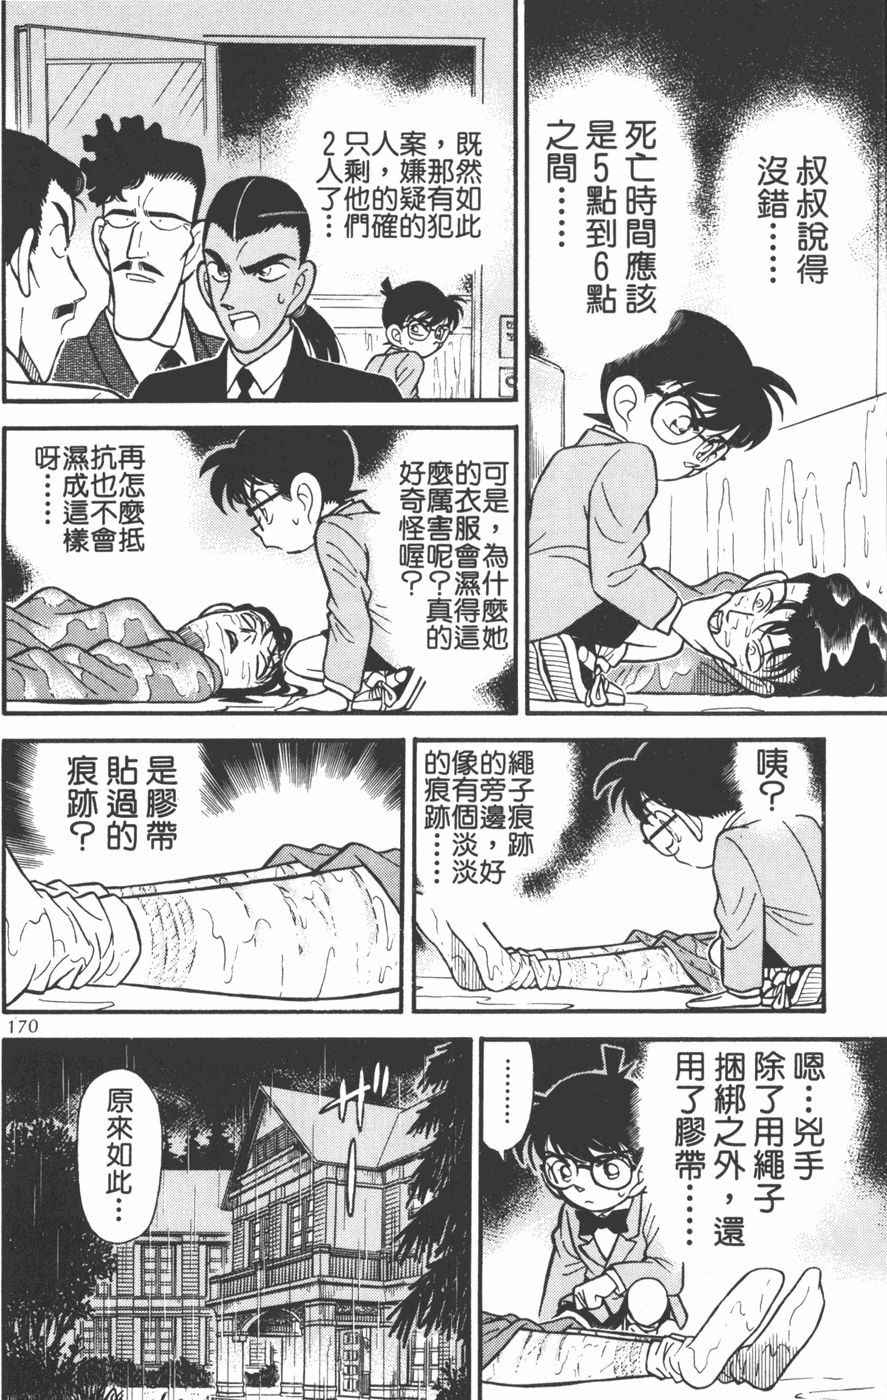 叔叔說得
沒錯……
死亡時間應該
是5點到6點
之間……
既然如此
，那有犯
案嫌疑的
人，的確
只剩他們
2人了…
可是，為什麼她
的衣服會濕得這
麼厲害呢？真的
好奇怪喔？
再怎麼抵
抗也不會
濕成這樣
呀……
咦？
繩子痕跡
的旁邊，好
像有個淡淡
的痕跡……
是膠帶
貼過的
痕跡？
170
嗯…兇手
除了用繩子
捆綁之外，還
用了膠帶……
………
原來如此…